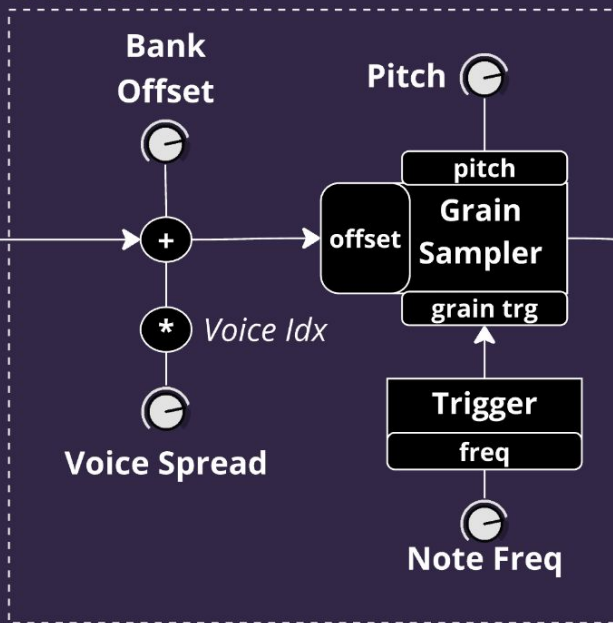 Bank
Offset
Pitch
pitch
+
offset
Grain
Sampler
grain trg
*
Voice Idx
Trigger
freq
Voice Spread
Note Freq